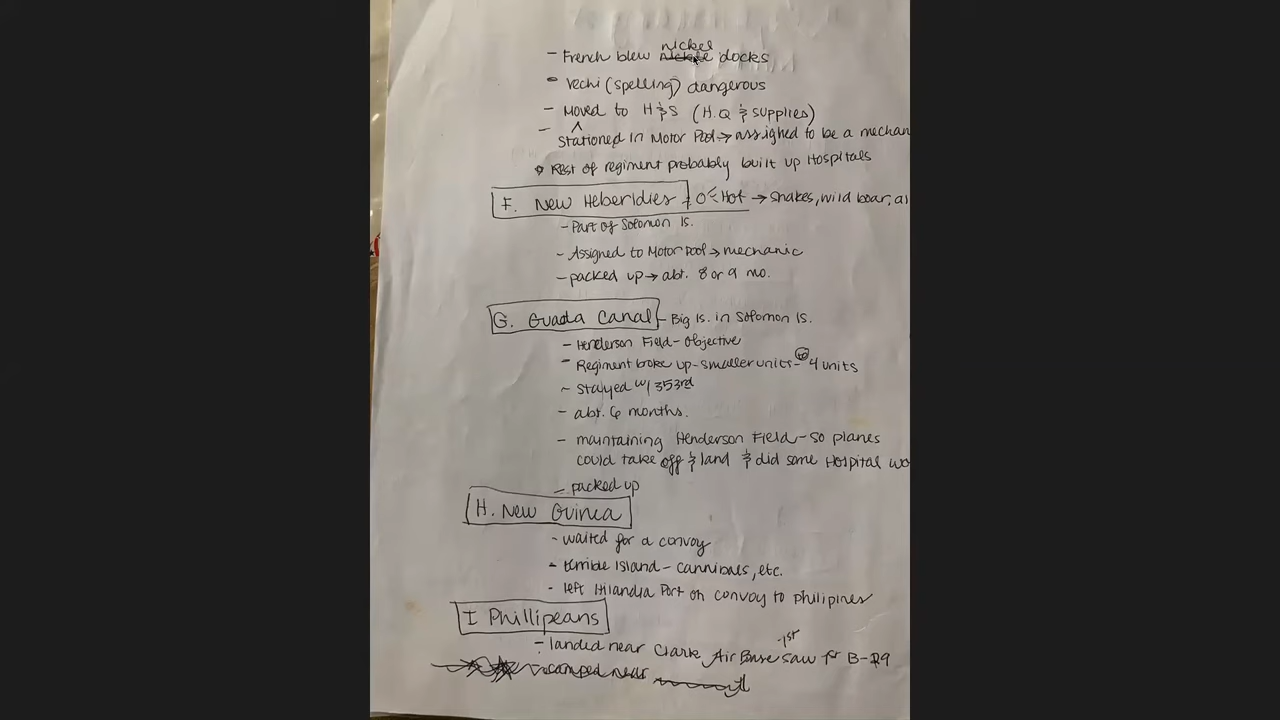 nickel
- French blew docks
- Vechi (spelling) dangerous
- Moved to H&S (H.Q & supplies)
- Stationed in Motor Pool → assigned to be a mechan
Rest of regiment probably built up Hospitals
F. New Heberidies - Hot → snakes, wild boar,
- Part of Solomon Is.
- Assigned to Motor Pool → mechanic
- packed up → abt. 8 or 9 mo.
G. Guada Canal - Big Is. in Solomon Is.
- Henderson Field - Objective
- Regiment broke up - smaller units - 4 units
~ Stayed w/ 353rd
- abt. 6 months.
- maintaining Henderson Field - so planes
could take off & land & did some Hospital wo
- packed up
H. New Guinea
- waited for a convoy
- terrible Island - cannibals, etc.
- left Hilandia Port on convoy to Philipines
I Phillipeans
- 1st
- landed near Clark Air Base saw B-29
- camped near